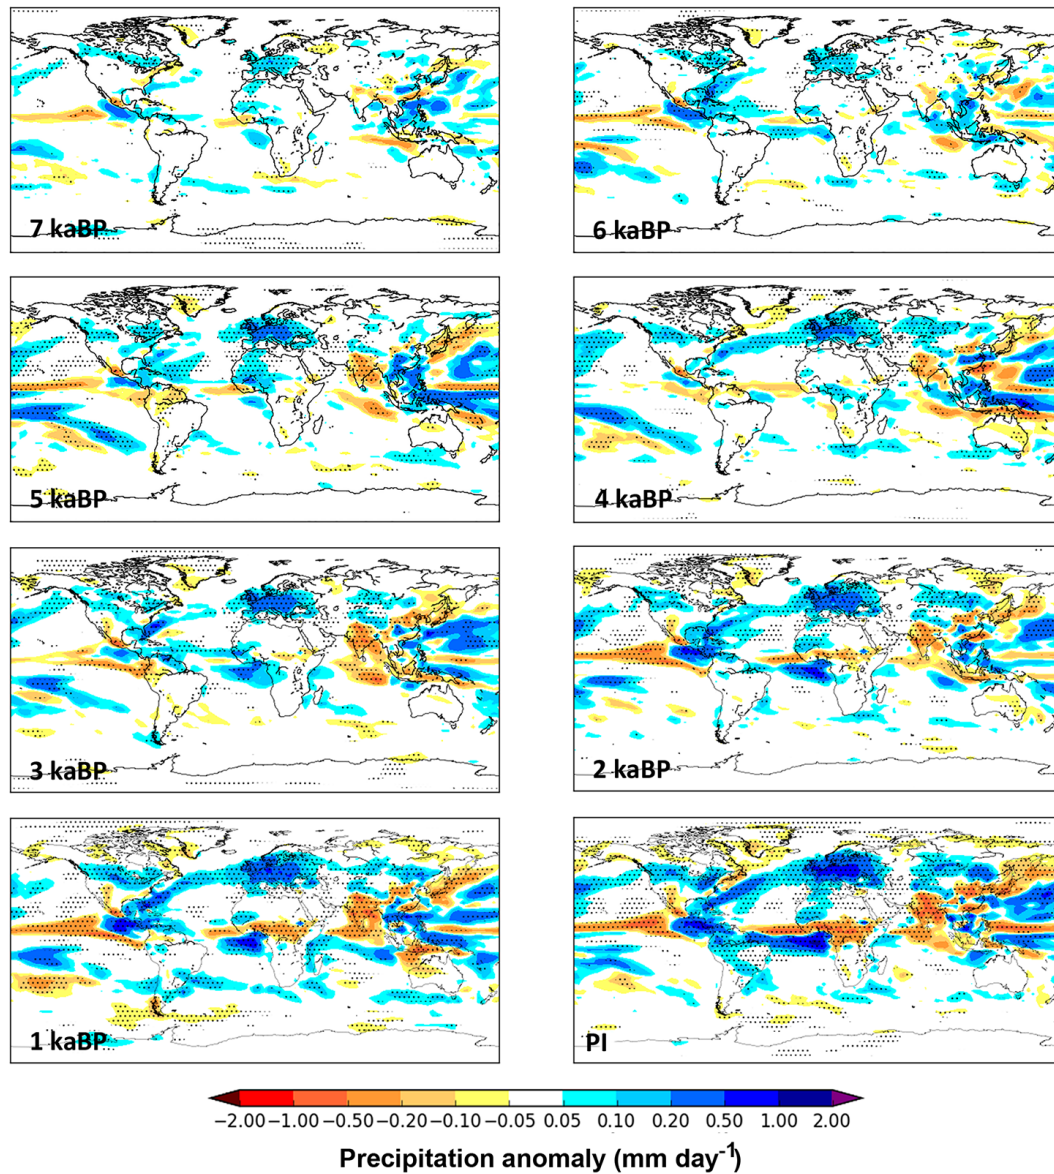 7 kaBP
6 kaBP
5 kaBP
4 kaBP
3 kaBP
2 kaBP
1 kaBP
PI
−2.00 −1.00 −0.50 −0.20 −0.10 −0.05 0.05 0.10 0.20 0.50 1.00 2.00
Precipitation anomaly (mm day-1)